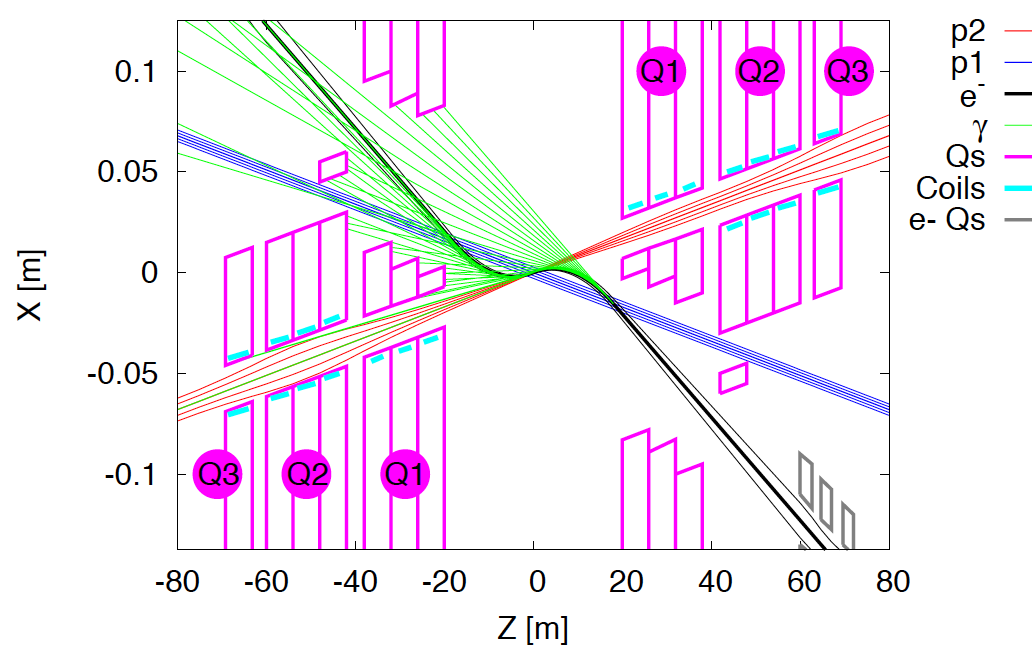 p2
0.1
Q1 Q2 Q3
p1
e-
γ
0.05
Qs
Coils
e- Qs
X [m]
0
-0.05
-0.1
Q3 Q2 Q1
-80 -60 -40 -20 0 20 40 60 80
Z [m]